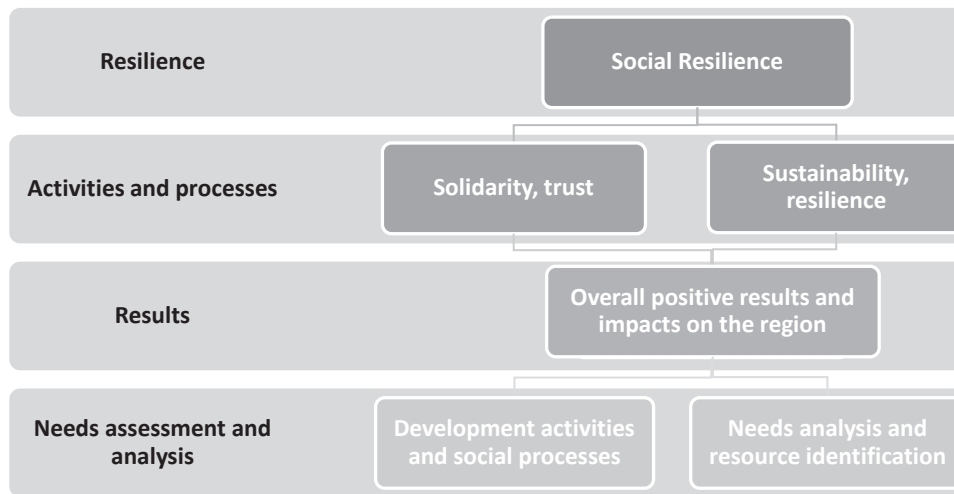 Resilience
Social Resilience
Activities and processes
Solidarity, trust
Sustainability,
resilience
Results
Overall positive results and
impacts on the region
Needs assessment and
analysis
Development activities
and social processes
Needs analysis and
resource identification